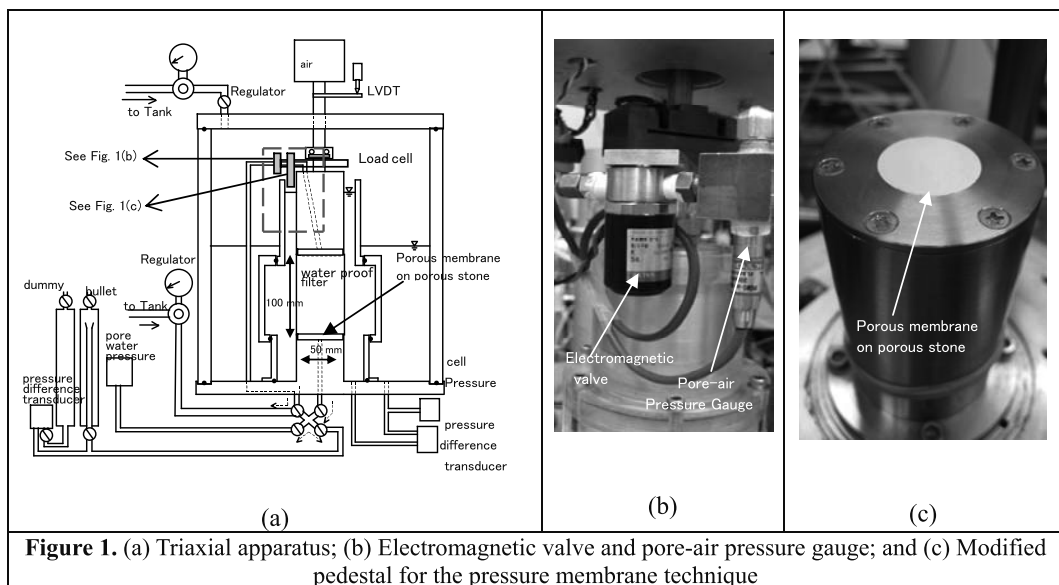 air
Regulator
to Tank
LVDT
See Fig. 1(b)
Load cell
See Fig. 1(c)
Regulator
Porous membrane
on porous stone
water proof
filter
100 mm
dummy
bullet
to Tank
pore
water
pressure
50 mm
cell
Pressure
pressure
difference
transducer
pressure
difference
transducer
(a)
Electromagnetic
valve
Pore-air
Pressure Gauge
(b)
Porous membrane
on porous stone
(c)
Figure 1. (a) Triaxial apparatus; (b) Electromagnetic valve and pore-air pressure gauge; and (c) Modified
pedestal for the pressure membrane technique